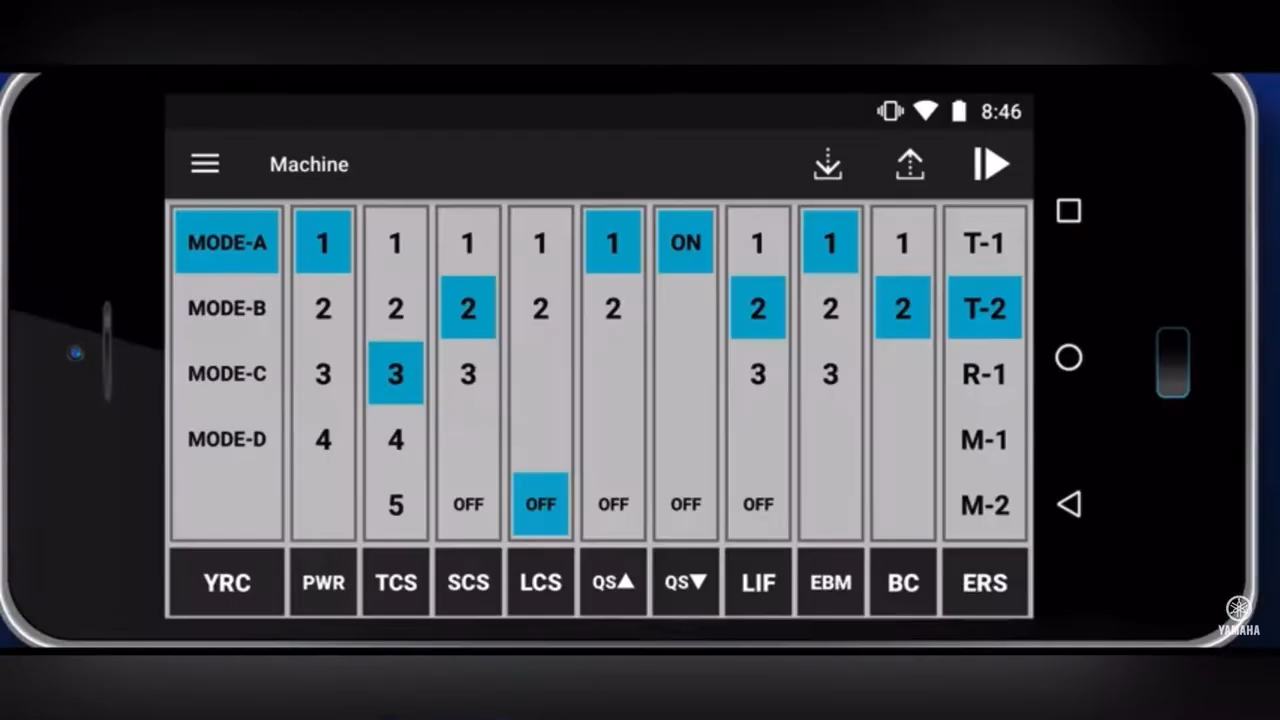 8:46
Machine
MODE-A 1 1 1 1 1 ON 1 1 1 T-1
MODE-B 2 2 2 2 2 2 2 2 T-2
MODE-C 3 3 3 3 3 R-1
MODE-D 4 4 M-1
5 OFF OFF OFF OFF OFF M-2
YRC PWR TCS SCS LCS QS▲ QS▼ LIF EBM BC ERS
YAMAHA